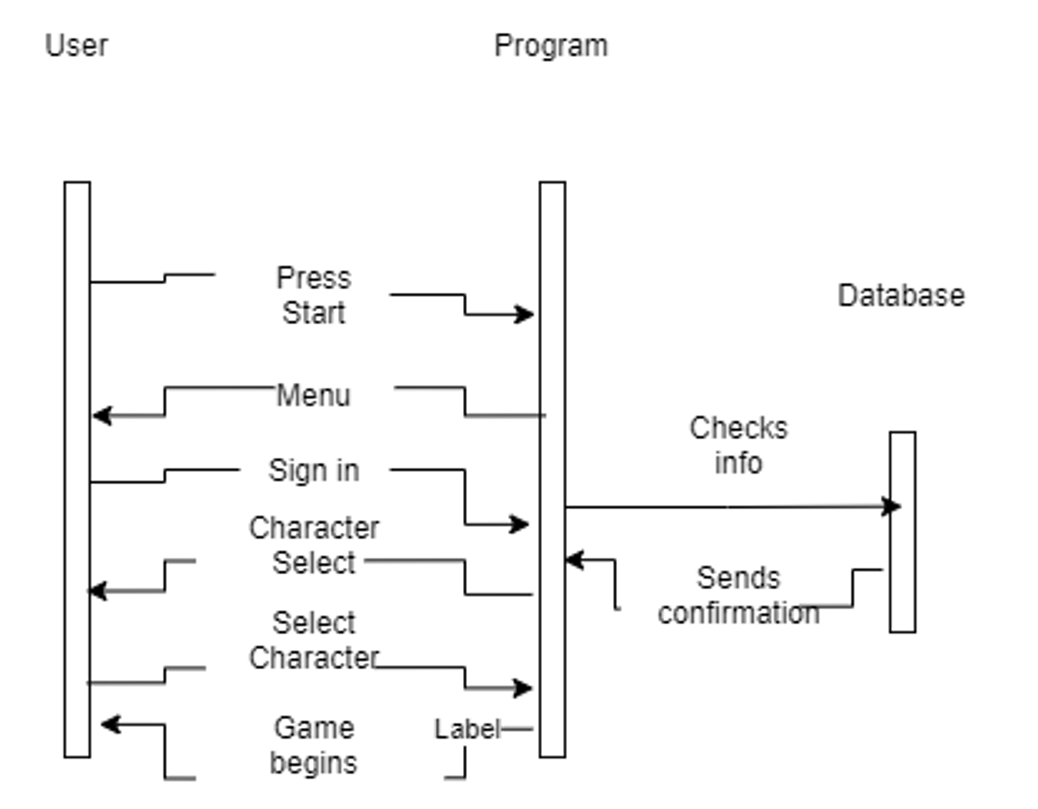 User
Program
Press
Start
Database
Menu
Checks
info
Sign in
Character
Select
Sends
confirmation
Select
Character
Game
begins
Label